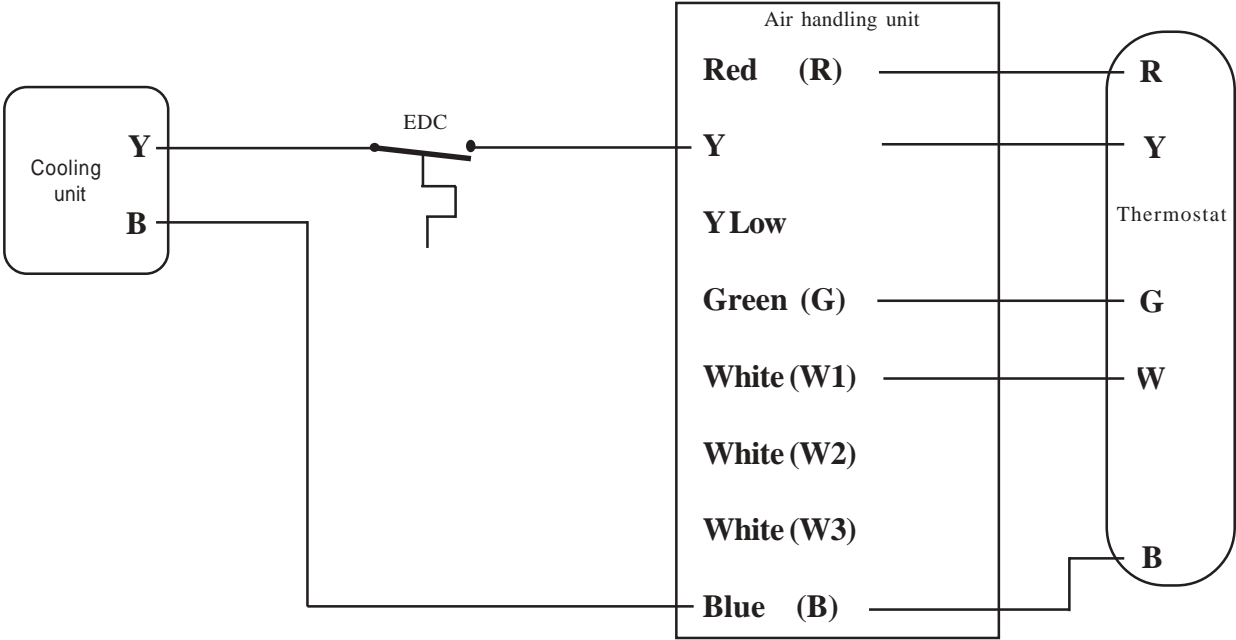 Air handling unit
Red (R)
R
EDC
Y
Y
Y
Cooling
unit
B
Y Low
Thermostat
Green (G)
G
White (W1)
W
White (W2)
White (W3)
B
Blue (B)